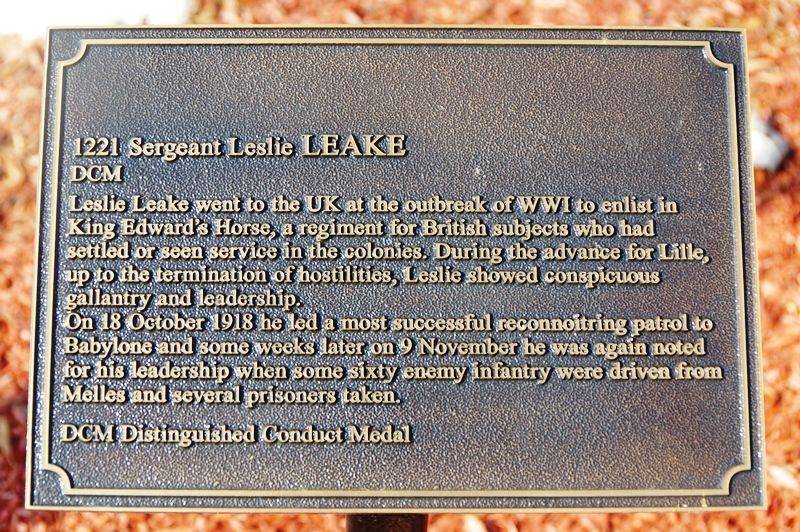 1221 Sergeant Leslie LEAKE
DCM
Leslie Leake went to the UK at the outbreak of WWI to enlist in
King Edward's Horse, a regiment for British subjects who had
settled or seen service in the colonies. During the advance for Lille,
up to the termination of hostilities, Leslie showed conspicuous
gallantry and leadership.
On 18 October 1918 he led a most successful reconnoitring patrol to
Babylone and some weeks later on 9 November he was again noted
for his leadership when some sixty enemy infantry were driven from
Melles and several prisoners taken.
DCM Distinguished Conduct Medal